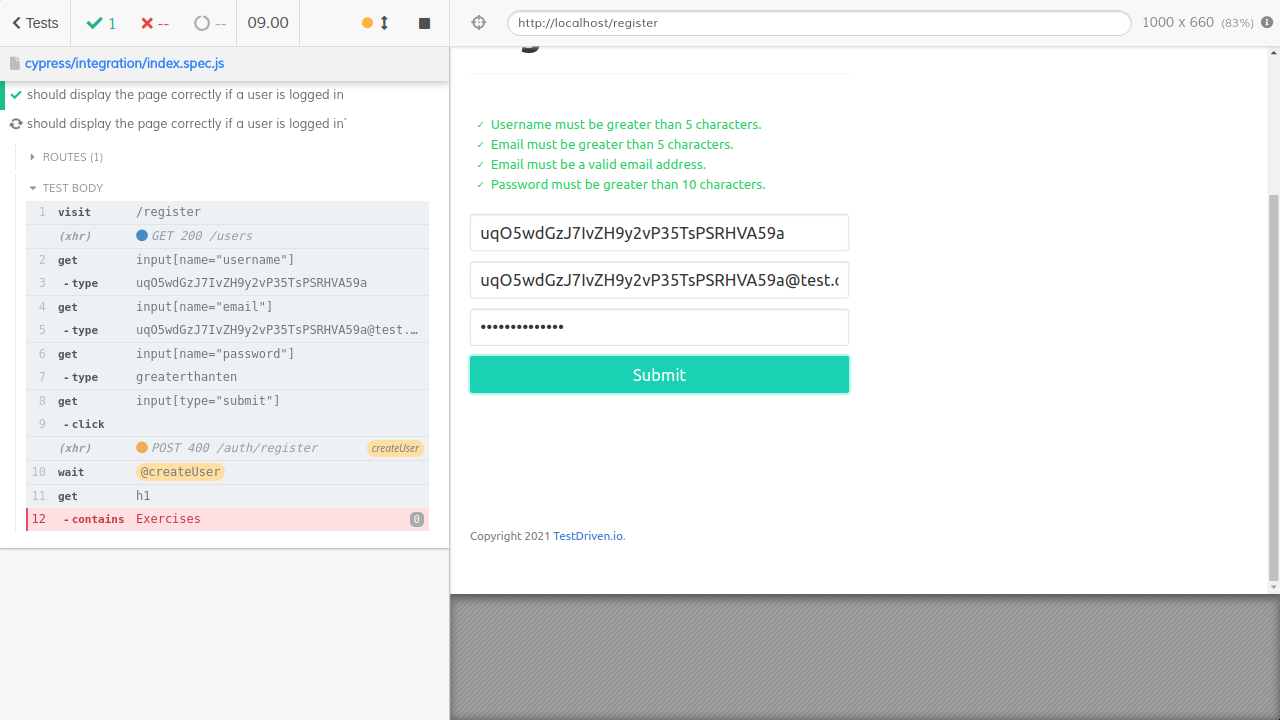 Tests
1
--
--
09.00
http://localhost/register
1000 x 660 (83%)
cypress/integration/index.spec.js
should display the page correctly if a user is logged in
should display the page correctly if a user is logged in`
ROUTES (1)
TEST BODY
1 visit /register
(xhr) GET 200 /users
2 get input[name="username"]
3 - type uqO5wdGzJ7IvZH9y2vP35TsPSRHVA59a
4 get input[name="email"]
5 - type uqO5wdGzJ7IvZH9y2vP35TsPSRHVA59a@test.…
6 get input[name="password"]
7 - type greaterthanten
8 get input[type="submit"]
9 - click
(xhr) POST 400 /auth/register createUser
10 wait @createUser
11 get h1
12 - contains Exercises 0
✓ Username must be greater than 5 characters.
✓ Email must be greater than 5 characters.
✓ Email must be a valid email address.
✓ Password must be greater than 10 characters.
uqO5wdGzJ7IvZH9y2vP35TsPSRHVA59a
uqO5wdGzJ7IvZH9y2vP35TsPSRHVA59a@test.c
••••••••••••••
Submit
Copyright 2021 TestDriven.io.